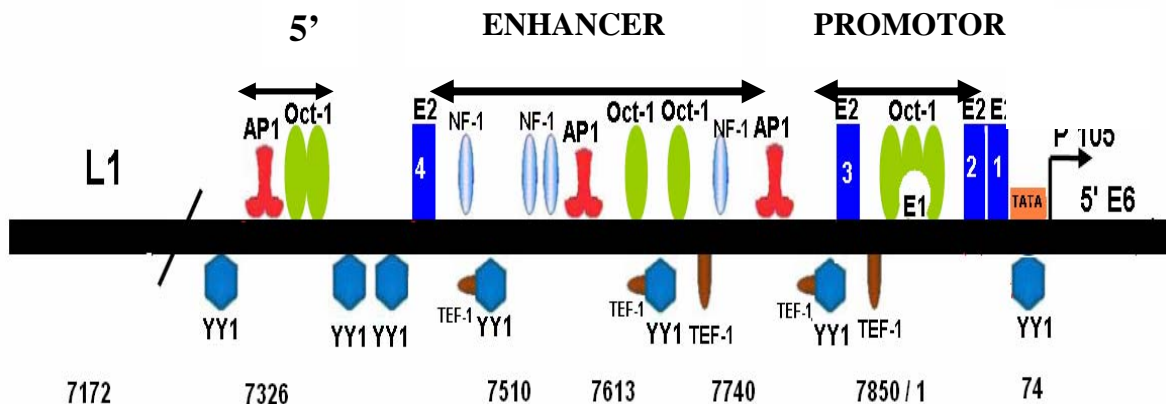 5’ ENHANCER PROMOTOR
Oct-1 E2 Oct-1 Oct-1 E2 Oct-1 E2
AP1 NF-1 NF-1 AP1 NF-1 AP1 P 105
L1 4 3 2 1
E1 TATA 5' E6
TEF-1 YY1 TEF-1 TEF-1
YY1 YY1 YY1 YY1 TEF-1 YY1 TEF-1 YY1
7172 7326 7510 7613 7740 7850 / 1 74